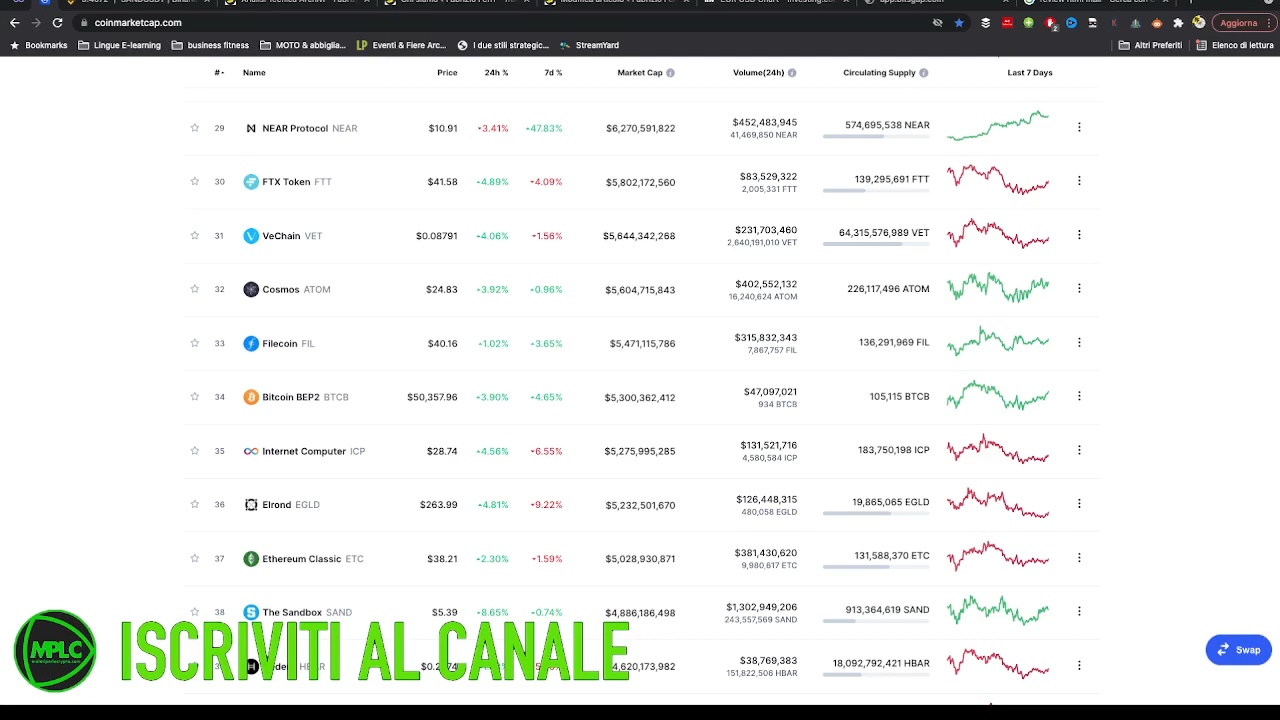 coinmarketcap.com
Aggiorna
Bookmarks Lingue E-learning business fitness MOTO & abbiglia... LP Eventi & Fiere Arc... I due stili strategic... StreamYard Altri Preferiti Elenco di lettura
# Name Price 24h % 7d % Market Cap Volume(24h) Circulating Supply Last 7 Days
29 NEAR Protocol NEAR $10.91 3.41% 47.83% $6,270,591,822 $452,483,945 574,695,538 NEAR
41,469,850 NEAR
30 FTX Token FTT $41.58 4.89% 4.09% $5,802,172,560 $83,529,322 139,295,691 FTT
2,005,331 FTT
31 VeChain VET $0.08791 4.06% 1.56% $5,644,342,268 $231,703,460 64,315,576,989 VET
2,640,191,010 VET
32 Cosmos ATOM $24.83 3.92% 0.96% $5,604,715,843 $402,552,132 226,117,496 ATOM
16,240,624 ATOM
33 Filecoin FIL $40.16 1.02% 3.65% $5,471,115,786 $315,832,343 136,291,969 FIL
7,867,757 FIL
34 Bitcoin BEP2 BTCB $50,357.96 3.90% 4.65% $5,300,362,412 $47,097,021 105,115 BTCB
934 BTCB
35 Internet Computer ICP $28.74 4.56% 6.55% $5,275,995,285 $131,521,716 183,750,198 ICP
4,580,584 ICP
36 Elrond EGLD $263.99 4.81% 9.22% $5,232,501,670 $126,448,315 19,865,065 EGLD
480,058 EGLD
37 Ethereum Classic ETC $38.21 2.30% 1.59% $5,028,930,871 $381,430,620 131,588,370 ETC
9,980,617 ETC
38 The Sandbox SAND $5.39 8.65% 0.74% $4,886,186,498 $1,302,949,206 913,364,619 SAND
243,557,569 SAND
HBAR $38,769,383 18,092,792,421 HBAR
151,822,506 HBAR
MPLC
ISCRIVITI AL CANALE
Swap